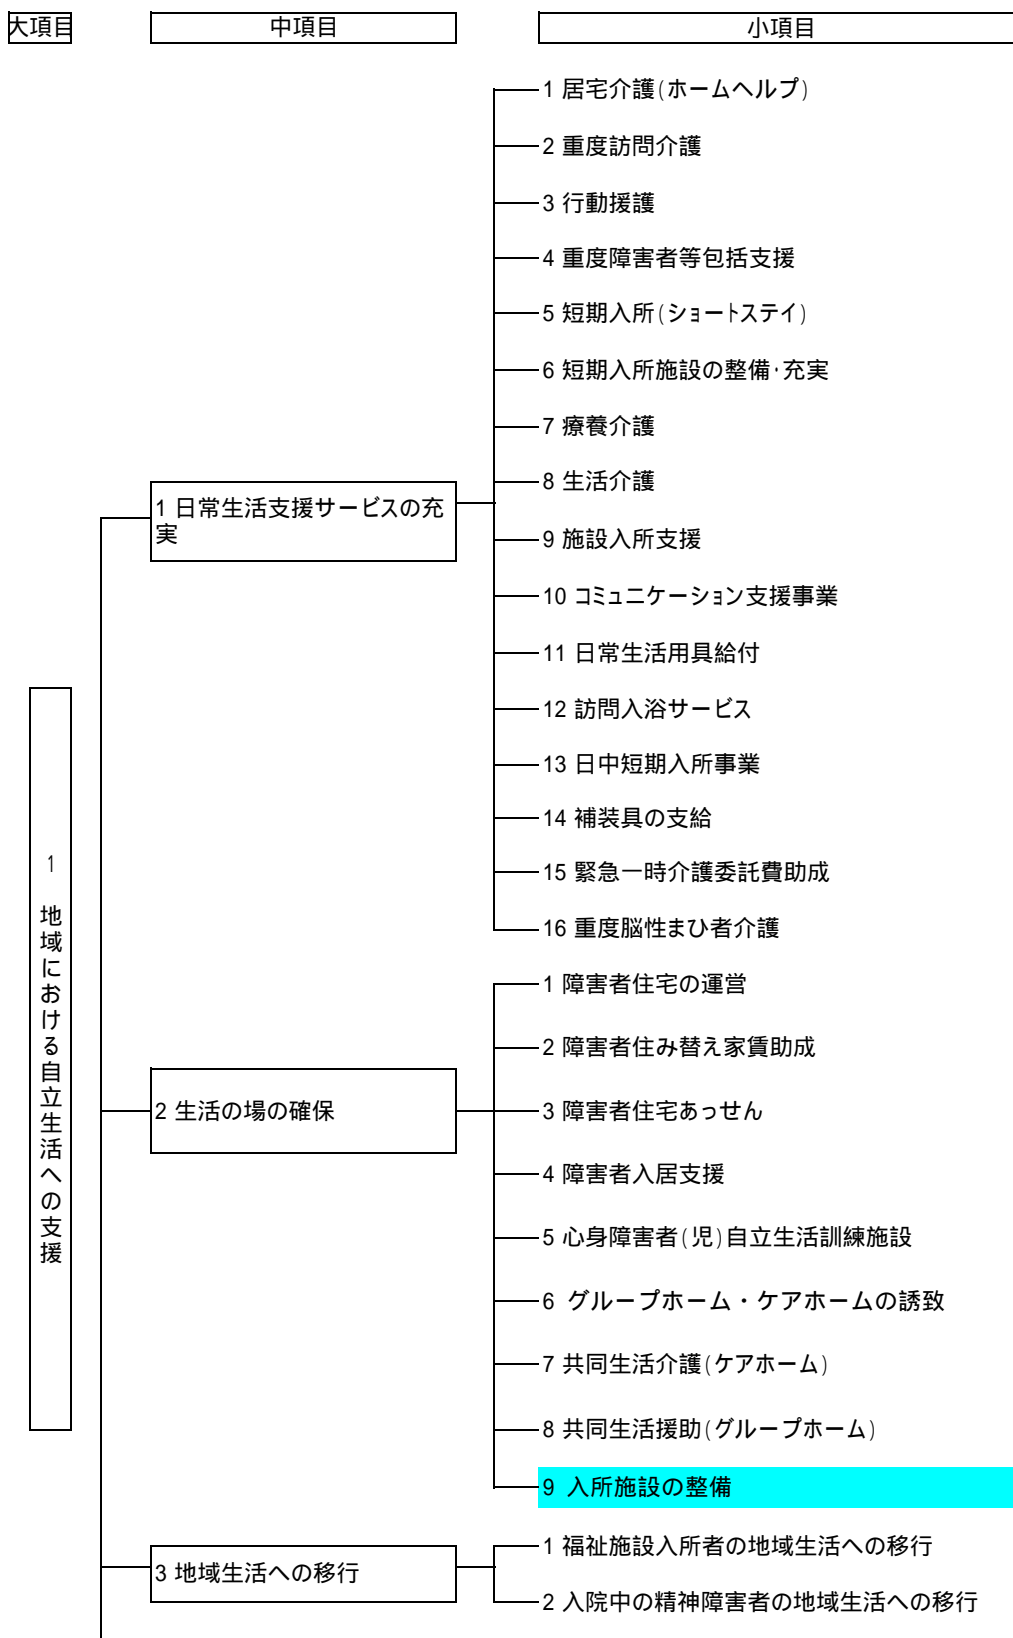 大項目 中項目 小項目
1 地域における自立生活への支援
1 日常生活支援サービスの充
実
1 居宅介護(ホームヘルプ)
2 重度訪問介護
3 行動援護
4 重度障害者等包括支援
5 短期入所(ショートステイ)
6 短期入所施設の整備・充実
7 療養介護
8 生活介護
9 施設入所支援
10 コミュニケーション支援事業
11 日常生活用具給付
12 訪問入浴サービス
13 日中短期入所事業
14 補装具の支給
15 緊急一時介護委託費助成
16 重度脳性まひ者介護
2 生活の場の確保
1 障害者住宅の運営
2 障害者住み替え家賃助成
3 障害者住宅あっせん
4 障害者入居支援
5 心身障害者(児)自立生活訓練施設
6 グループホーム・ケアホームの誘致
7 共同生活介護(ケアホーム)
8 共同生活援助(グループホーム)
9 入所施設の整備
3 地域生活への移行
1 福祉施設入所者の地域生活への移行
2 入院中の精神障害者の地域生活への移行